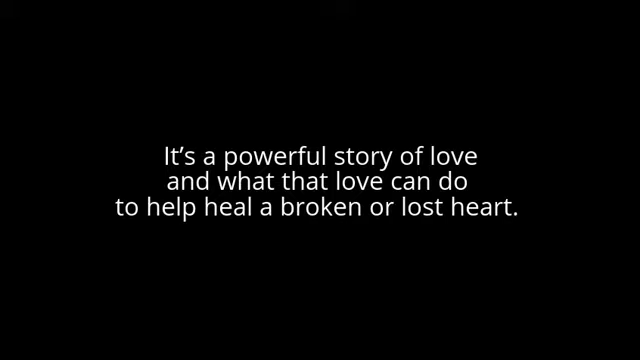 It’s a powerful story of love
and what that love can do
to help heal a broken or lost heart.